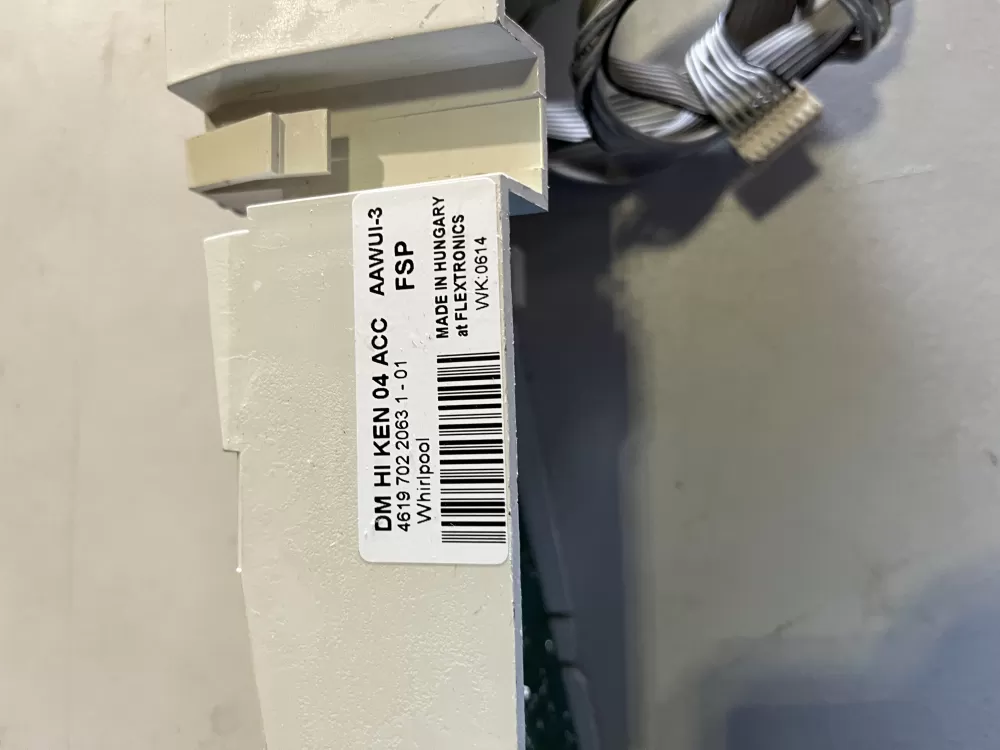 DM HI KEN 04 ACC AAWUI-3
4619 702 2063 1 - 01 FSP
Whirlpool
MADE IN HUNGARY
at FLEXTRONICS
WK:0614